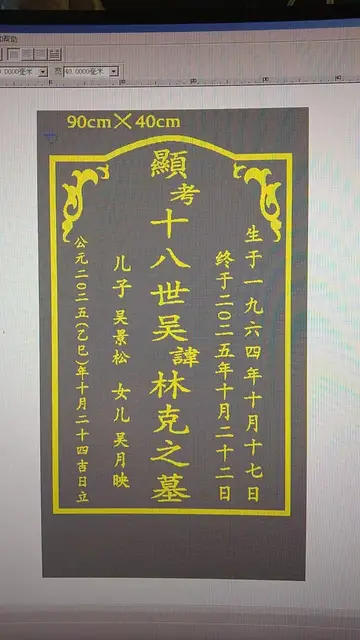 90cm×40cm
生于一九六四年十月十七日
终于二〇二五年十月二十二日
顯考十八世吴諱林克之墓
儿子 吴景松 女儿 吴月映
公元二〇二五(乙巳)年十月二十四吉日立